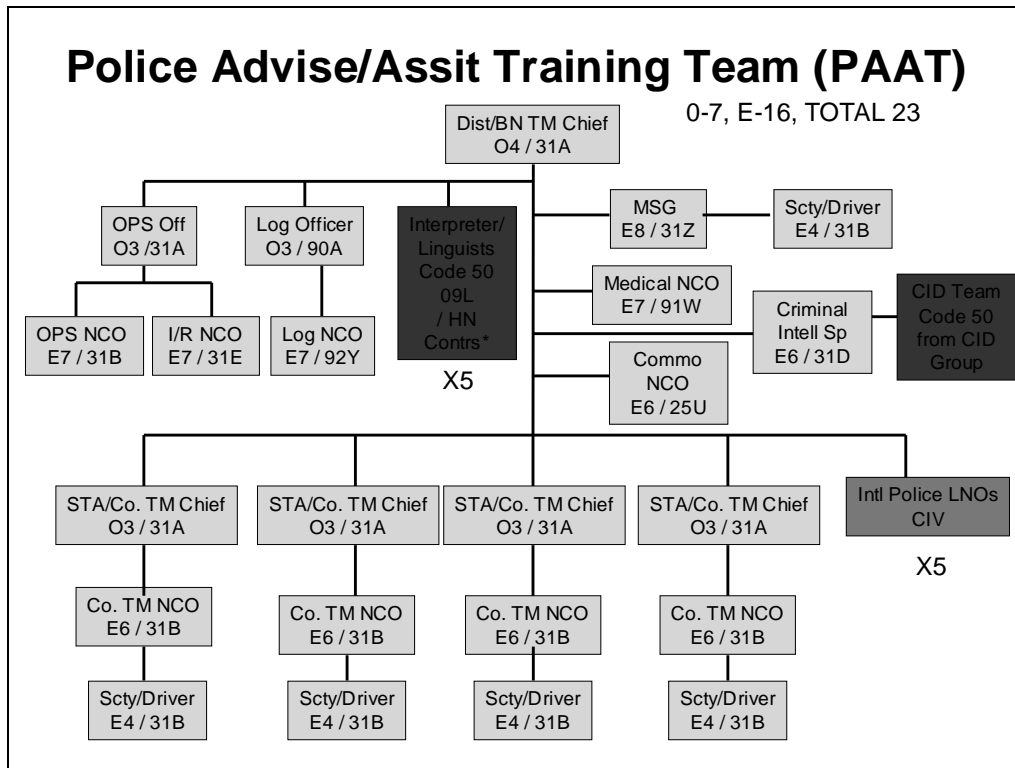 Police Advise/Assit Training Team (PAAT)
0-7, E-16, TOTAL 23
Dist/BN TM Chief
O4 / 31A
OPS Off
O3 /31A
Log Officer
O3 / 90A
Interpreter/
Linguists
Code 50
09L
/ HN
Contrs*
X5
MSG
E8 / 31Z
Scty/Driver
E4 / 31B
OPS NCO
E7 / 31B
I/R NCO
E7 / 31E
Log NCO
E7 / 92Y
Medical NCO
E7 / 91W
Criminal
Intell Sp
E6 / 31D
CID Team
Code 50
from CID
Group
Commo
NCO
E6 / 25U
STA/Co. TM Chief
O3 / 31A
STA/Co. TM Chief
O3 / 31A
STA/Co. TM Chief
O3 / 31A
STA/Co. TM Chief
O3 / 31A
Intl Police LNOs
CIV
X5
Co. TM NCO
E6 / 31B
Co. TM NCO
E6 / 31B
Co. TM NCO
E6 / 31B
Co. TM NCO
E6 / 31B
Scty/Driver
E4 / 31B
Scty/Driver
E4 / 31B
Scty/Driver
E4 / 31B
Scty/Driver
E4 / 31B